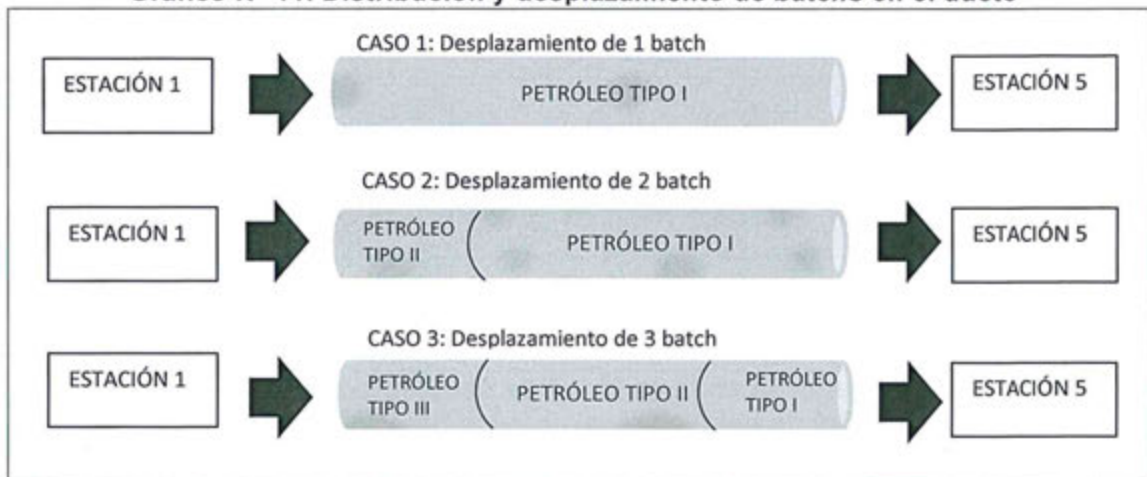 CASO 1: Desplazamiento de 1 batch
ESTACIÓN 1
PETRÓLEO TIPO I
ESTACIÓN 5
CASO 2: Desplazamiento de 2 batch
ESTACIÓN 1
PETRÓLEO
TIPO II
PETRÓLEO TIPO I
ESTACIÓN 5
CASO 3: Desplazamiento de 3 batch
ESTACIÓN 1
PETRÓLEO
TIPO III
PETRÓLEO TIPO II
PETRÓLEO
TIPO I
ESTACIÓN 5